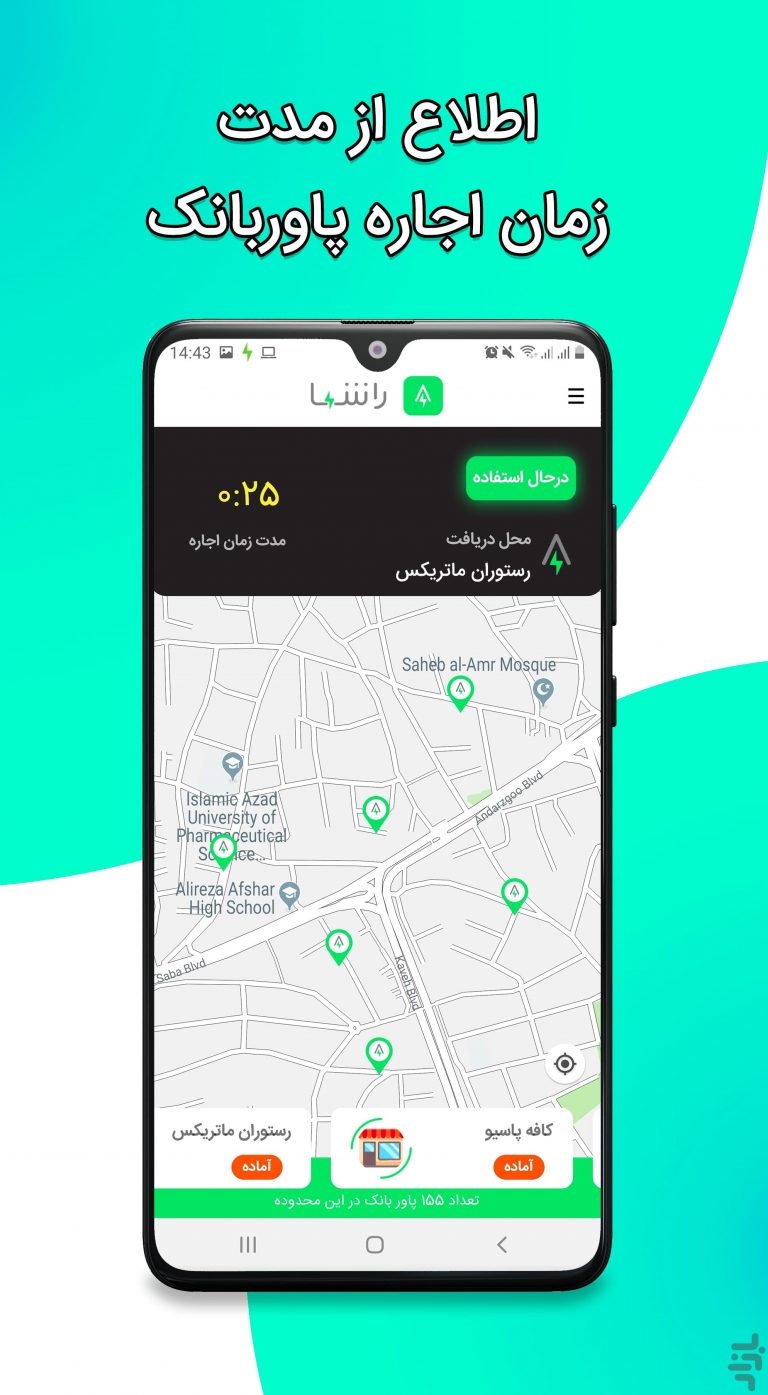 اطلاع از مدت
زمان اجاره پاوربانک
14:43
راشا
درحال استفاده
۰:۲۵
محل دریافت
مدت زمان اجاره
رستوران ماتریکس
Saheb al-Amr Mosque
Andarzgoo Blvd
Islamic Azad
University of
Pharmaceutical
Alireza Afshar
High School
Saba Blvd
Kaveh Blvd
کافه پاسیو
آماده
رستوران ماتریکس
آماده
تعداد ۱۵۵ پاور بانک در این محدوده
بازار